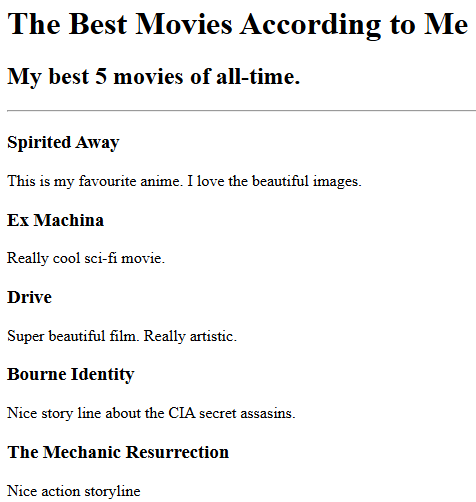 The Best Movies According to Me
My best 5 movies of all-time.
Spirited Away
This is my favourite anime. I love the beautiful images.
Ex Machina
Really cool sci-fi movie.
Drive
Super beautiful film. Really artistic.
Bourne Identity
Nice story line about the CIA secret assasins.
The Mechanic Resurrection
Nice action storyline